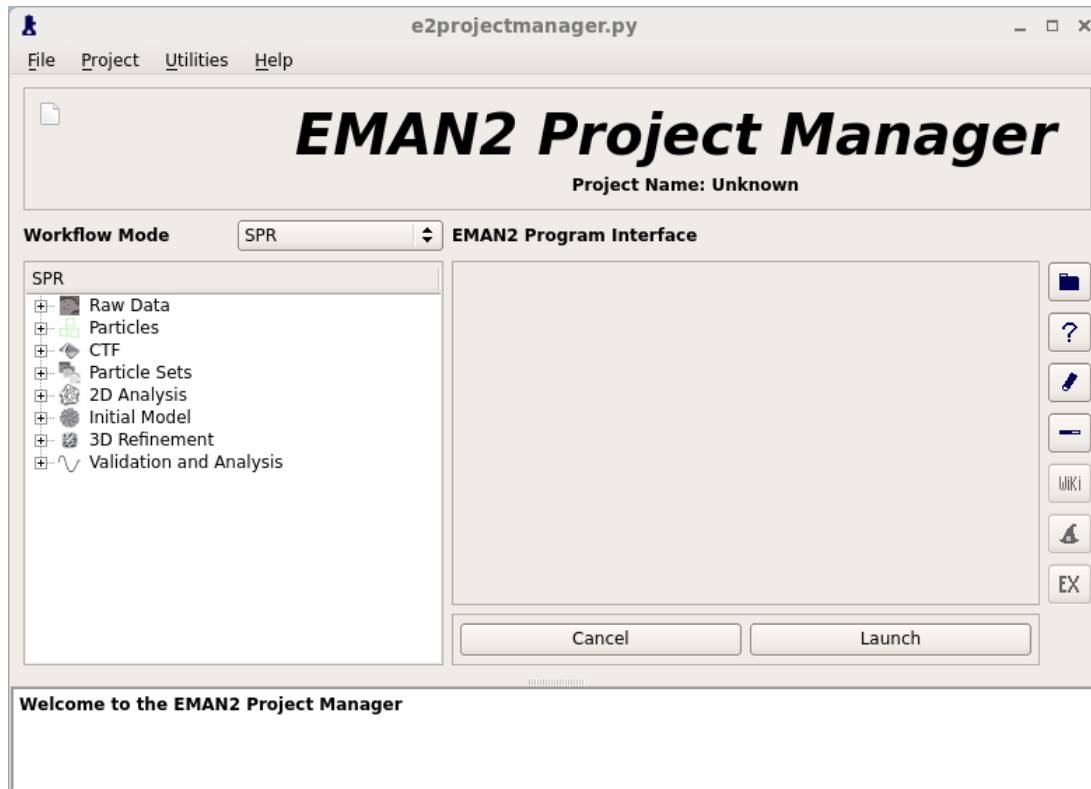 e2projectmanager.py
File Project Utilities Help
EMAN2 Project Manager
Project Name: Unknown
Workflow Mode SPR EMAN2 Program Interface
SPR
Raw Data
Particles
CTF
Particle Sets
2D Analysis
Initial Model
3D Refinement
Validation and Analysis
?
WiKi
EX
Cancel Launch
Welcome to the EMAN2 Project Manager